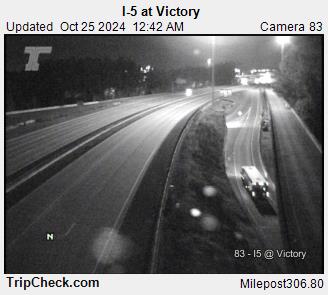 I-5 at Victory
Updated Oct 25 2024 12:42 AM Camera 83
T
N
83 - I5 @ Victory
TripCheck.com Milepost306.80